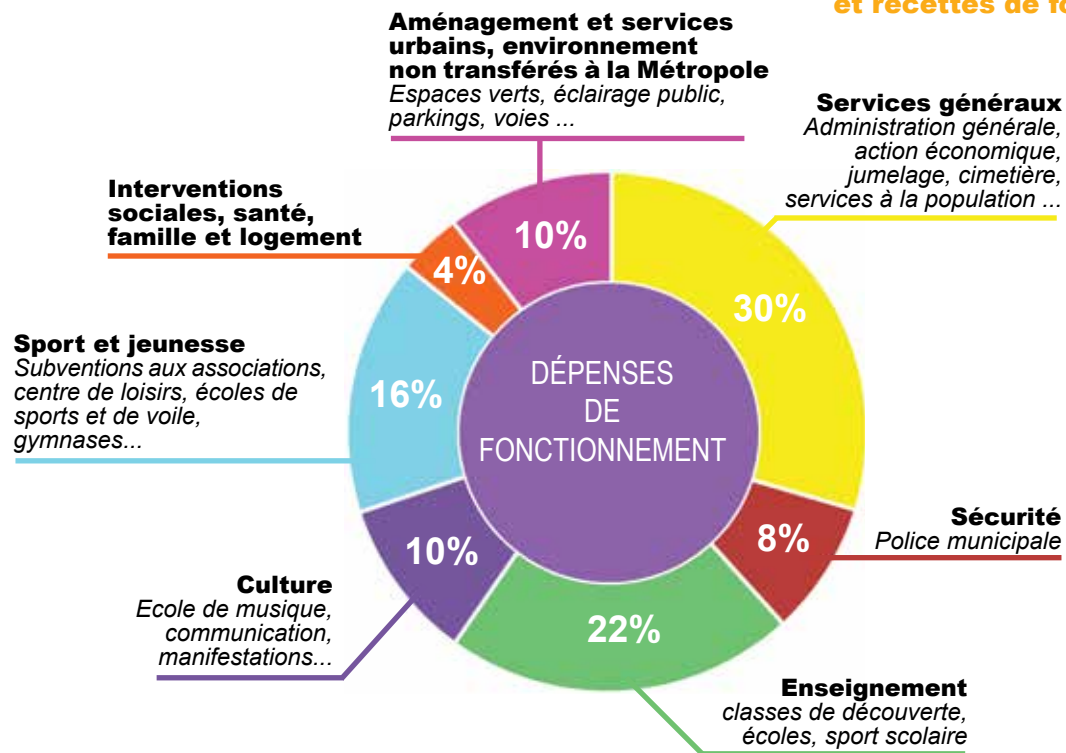 et recettes de fo
Aménagement et services
urbains, environnement
non transférés à la Métropole
Espaces verts, éclairage public,
parkings, voies ...
Services généraux
Administration générale,
action économique,
jumelage, cimetière,
services à la population ...
Interventions
sociales, santé,
famille et logement
10%
4%
30%
Sport et jeunesse
Subventions aux associations,
centre de loisirs, écoles de
sports et de voile,
gymnases...
16%
DÉPENSES
DE
FONCTIONNEMENT
Sécurité
Police municipale
8%
10%
Culture
Ecole de musique,
communication,
manifestations...
22%
Enseignement
classes de découverte,
écoles, sport scolaire